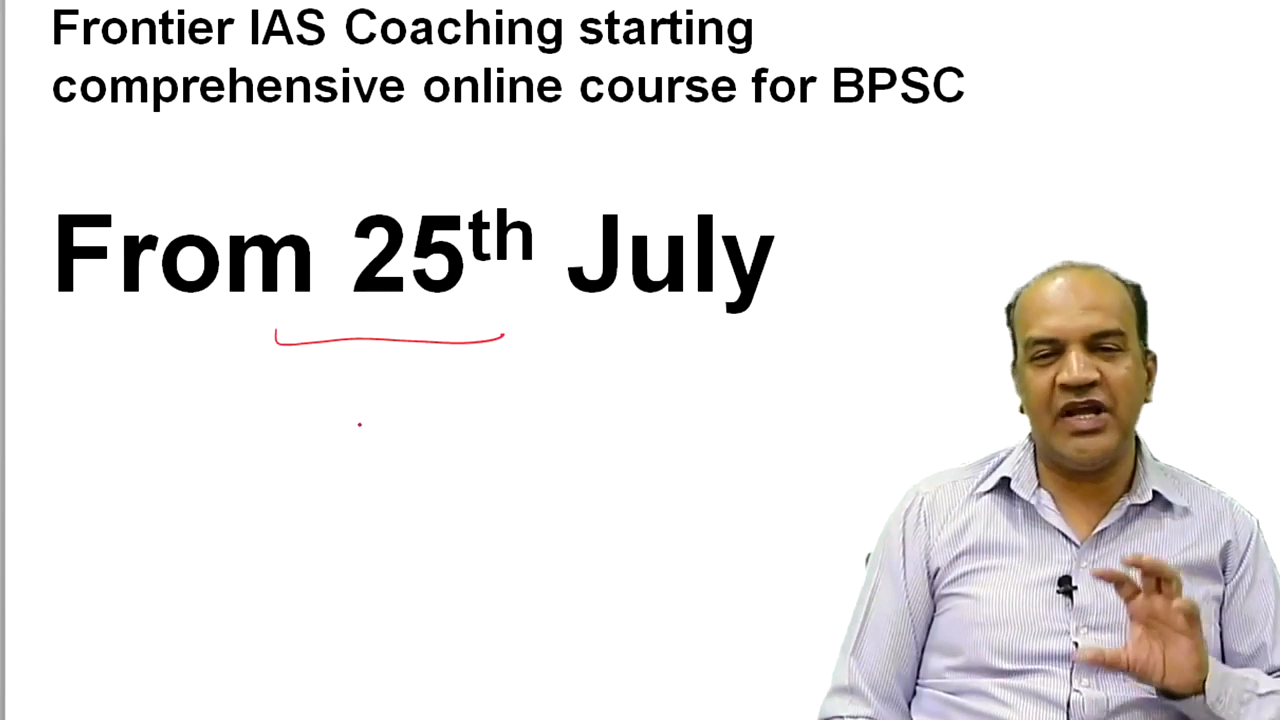 Frontier IAS Coaching starting
comprehensive online course for BPSC
From 25th July